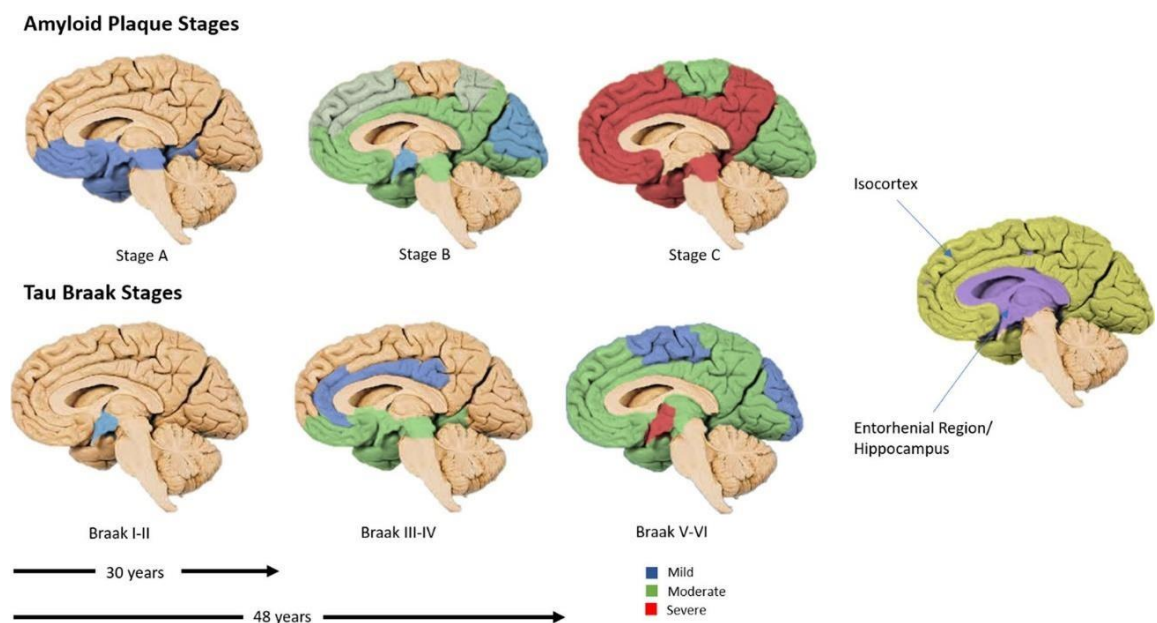 Amyloid Plaque Stages
Stage A
Stage B
Stage C
Tau Braak Stages
Braak I-II
Braak III-IV
Braak V-VI
30 years
48 years
Mild
Moderate
Severe
Isocortex
Entorhenial Region/
Hippocampus